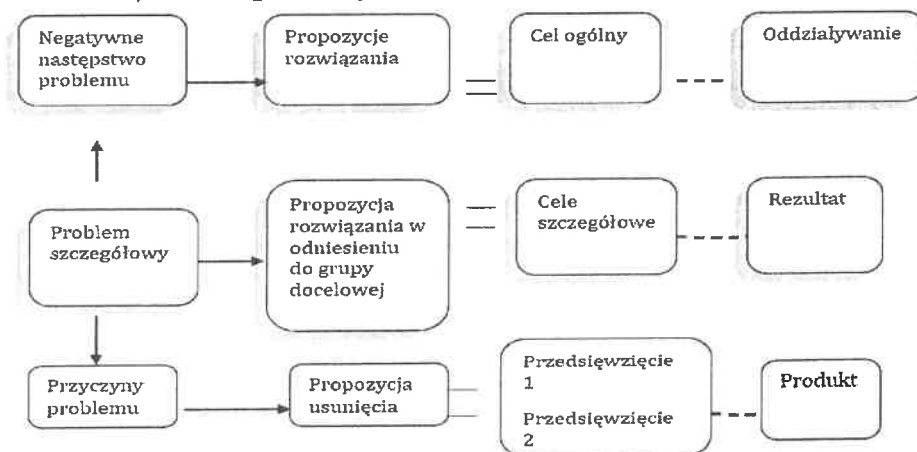 Negatywne
następstwo
problemu
Propozycje
rozwiązania
Cel ogólny
Oddziaływanie
Problem
szczegółowy
Propozycja
rozwiązania w
odniesieniu
do grupy
docelowej
Cele
szczegółowe
Rezultat
Przyczyny
problemu
Propozycja
usunięcia
Przedsięwzięcie
1
Przedsięwzięcie
2
Produkt